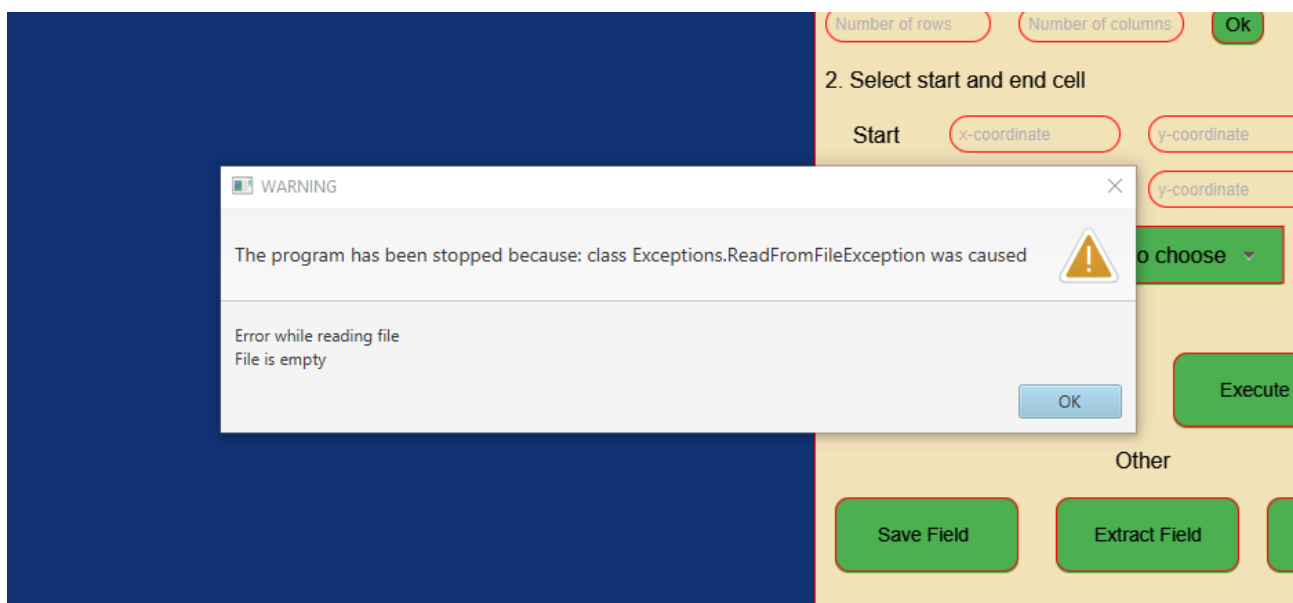 Number of rows Number of columns Ok
2. Select start and end cell
Start x-coordinate y-coordinate
WARNING
y-coordinate
The program has been stopped because: class Exceptions.ReadFromFileException was caused
o choose
Error while reading file
File is empty
OK
Execute
Other
Save Field Extract Field